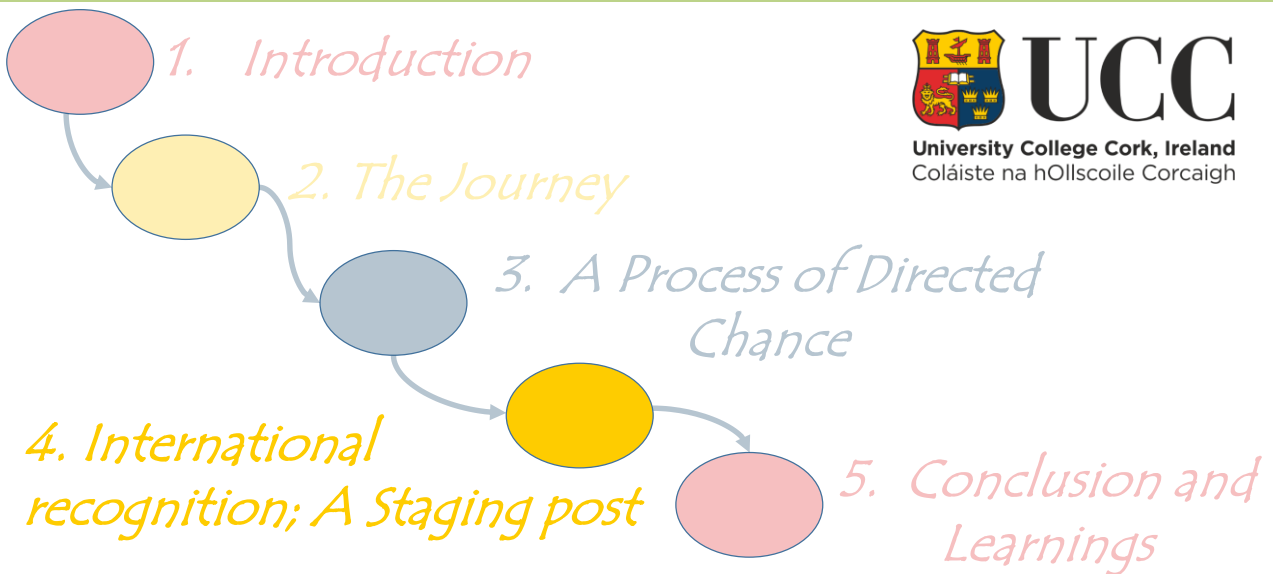 1. Introduction
UCC
University College Cork, Ireland
Coláiste na hOllscoile Corcaigh
2. The Journey
3. A Process of Directed
Chance
4. International
recognition; A Staging post
5. Conclusion and
Learnings